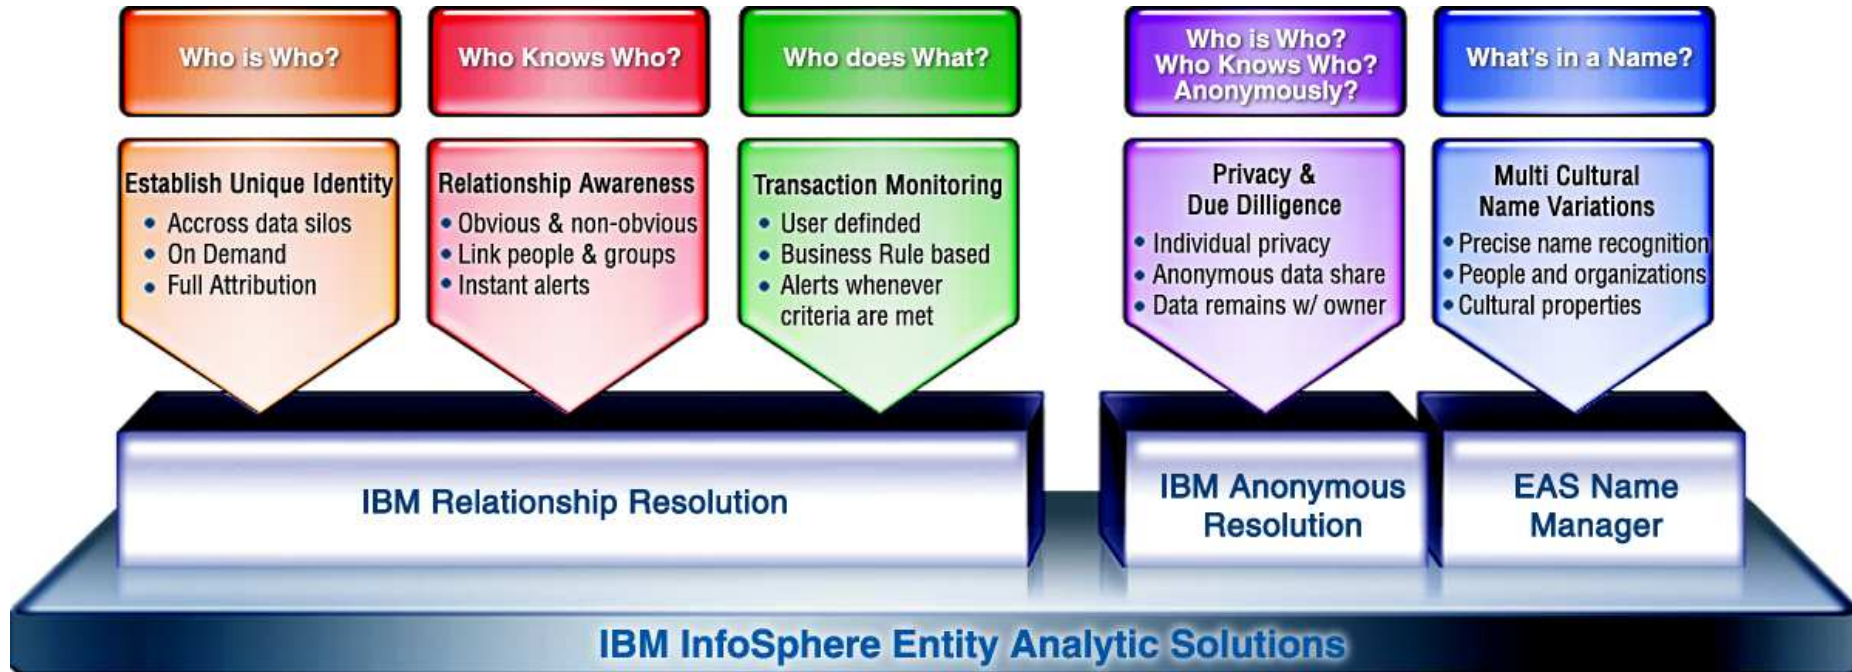 Who is Who?
Who Knows Who?
Who does What?
Who is Who?
Who Knows Who?
Anonymously?
What's in a Name?
Establish Unique Identity
• Accross data silos
• On Demand
• Full Attribution
Relationship Awareness
• Obvious & non-obvious
• Link people & groups
• Instant alerts
Transaction Monitoring
• User definded
• Business Rule based
• Alerts whenever
criteria are met
Privacy &
Due Dilligence
• Individual privacy
• Anonymous data share
• Data remains w/ owner
Multi Cultural
Name Variations
• Precise name recognition
• People and organizations
• Cultural properties
IBM Relationship Resolution
IBM Anonymous
Resolution
EAS Name
Manager
IBM InfoSphere Entity Analytic Solutions